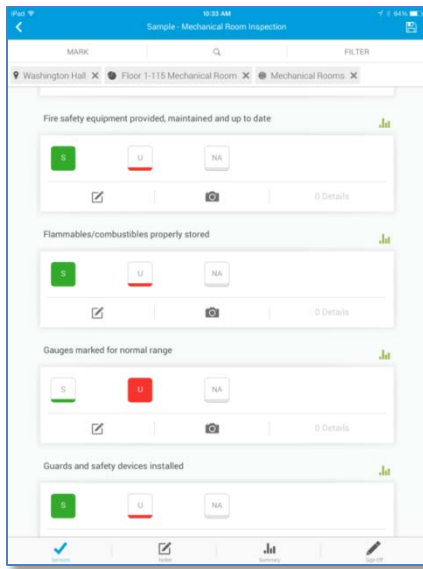 iPad 10:33 AM 64%
Sample - Mechanical Room Inspection
MARK FILTER
Washington Hall Floor 1-115 Mechanical Room Mechanical Rooms
Fire safety equipment provided, maintained and up to date
S U NA
0 Details
Flammables/combustibles properly stored
S U NA
0 Details
Gauges marked for normal range
S U NA
0 Details
Guards and safety devices installed
S U NA
Summary Sign Off